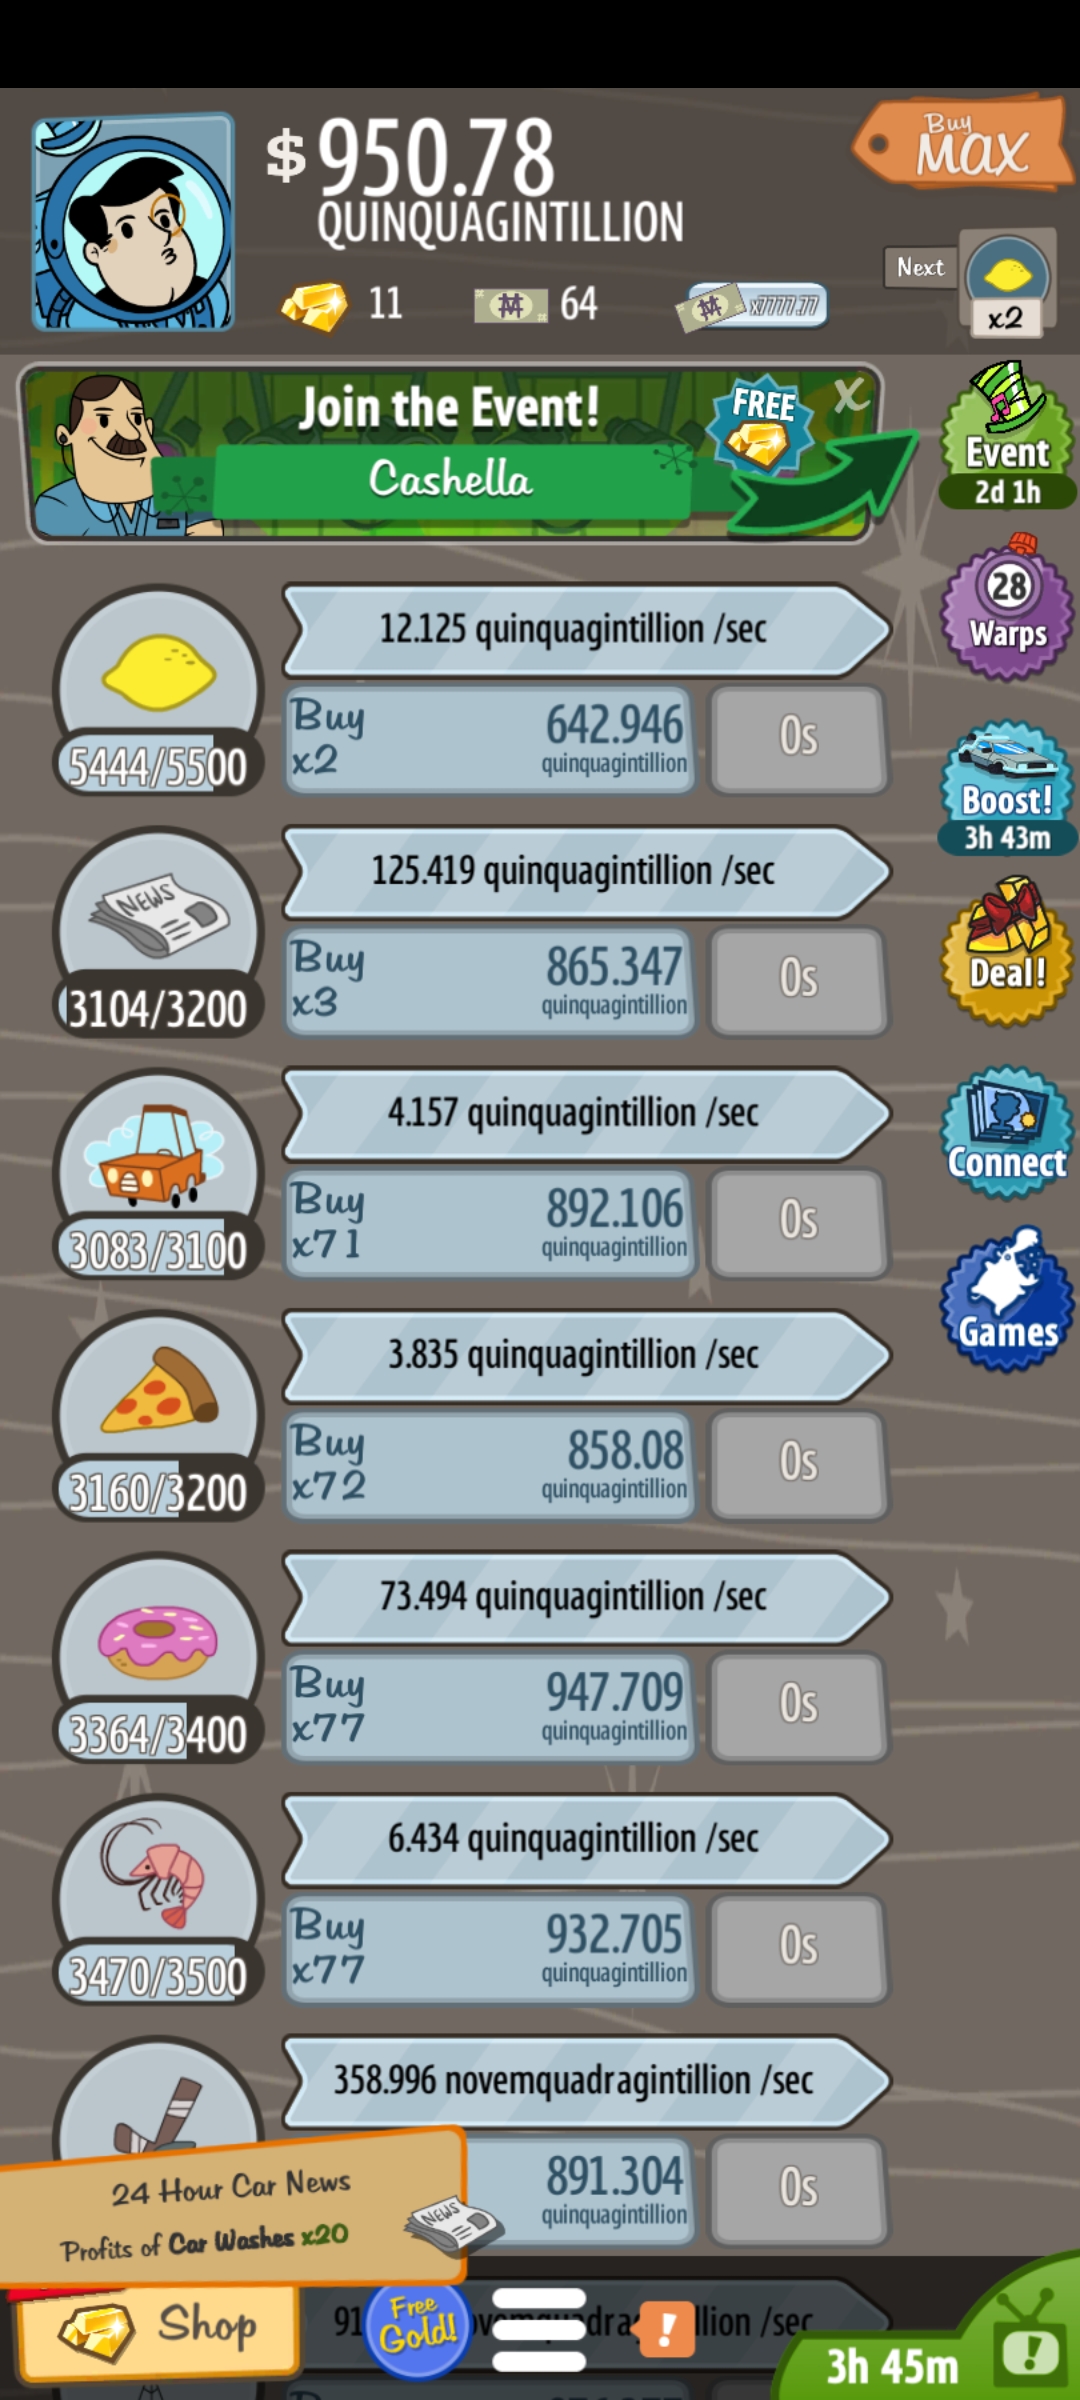 $950.78
QUINQUAGINTILLION
Buy
MAX
11
64
x7777.77
Next
x2
Join the Event!
Cashella
FREE
X
Event
2d 1h
28
Warps
Boost!
3h 43m
Deal!
Connect
Games
12.125 quinquagintillion /sec
5444/5500
Buy
x2
642.946
quinquagintillion
0s
125.419 quinquagintillion /sec
NEWS
3104/3200
Buy
x3
865.347
quinquagintillion
0s
4.157 quinquagintillion /sec
3083/3100
Buy
x71
892.106
quinquagintillion
0s
3.835 quinquagintillion /sec
3160/3200
Buy
x72
858.08
quinquagintillion
0s
73.494 quinquagintillion /sec
3364/3400
Buy
x77
947.709
quinquagintillion
0s
6.434 quinquagintillion /sec
3470/3500
Buy
x77
932.705
quinquagintillion
0s
358.996 novemquadragintillion /sec
891.304
quinquagintillion
0s
24 Hour Car News
Profits of Car Washes x20
NEWS
Shop
Free
Gold!
!
/sec
3h 45m
!